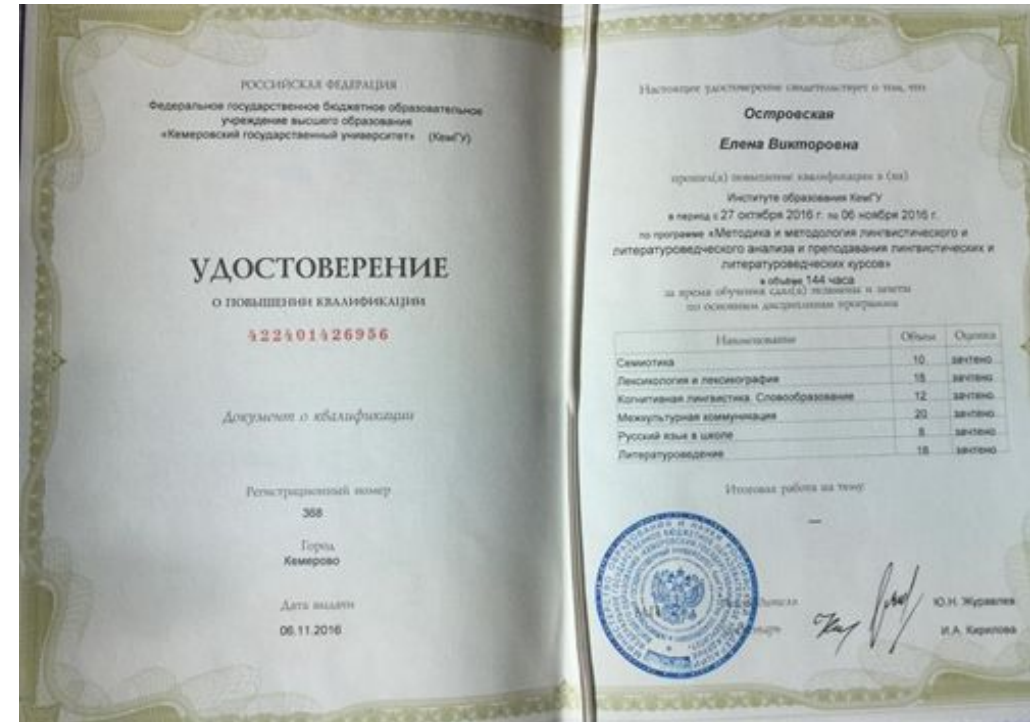 РОССИЙСКАЯ ФЕДЕРАЦИЯ
Федеральное государственное бюджетное образовательное
учреждение высшего образования
«Кемеровский государственный университет» (КемГУ)
УДОСТОВЕРЕНИЕ
О ПОВЫШЕНИИ КВАЛИФИКАЦИИ
422401426956
Документ о квалификации
Регистрационный номер
368
Город
Кемерово
Дата выдачи
06.11.2016
Настоящее удостоверение свидетельствует о том, что
Островская
Елена Викторовна
прошел(а) повышение квалификации в (на)
Институте образования КемГУ
в период с 27 октября 2016 г. по 06 ноября 2016 г.
по программе «Методика и методология лингвистического и
литературоведческого анализа и преподавания лингвистических и
литературоведческих курсов»
в объеме 144 часа
за время обучения сдал(а) экзамены и зачеты
по основным дисциплинам программы
Наименование Объем Оценка
Семиотика 10 зачтено
Лексикология и лексикография 18 зачтено
Когнитивная лингвистика. Словообразование 12 зачтено
Межкультурная коммуникация 20 зачтено
Русский язык в школе 8 зачтено
Литературоведение 18 зачтено
Итоговая работа на тему:
—
Ю.Н. Журавлев
И.А. Кирилова